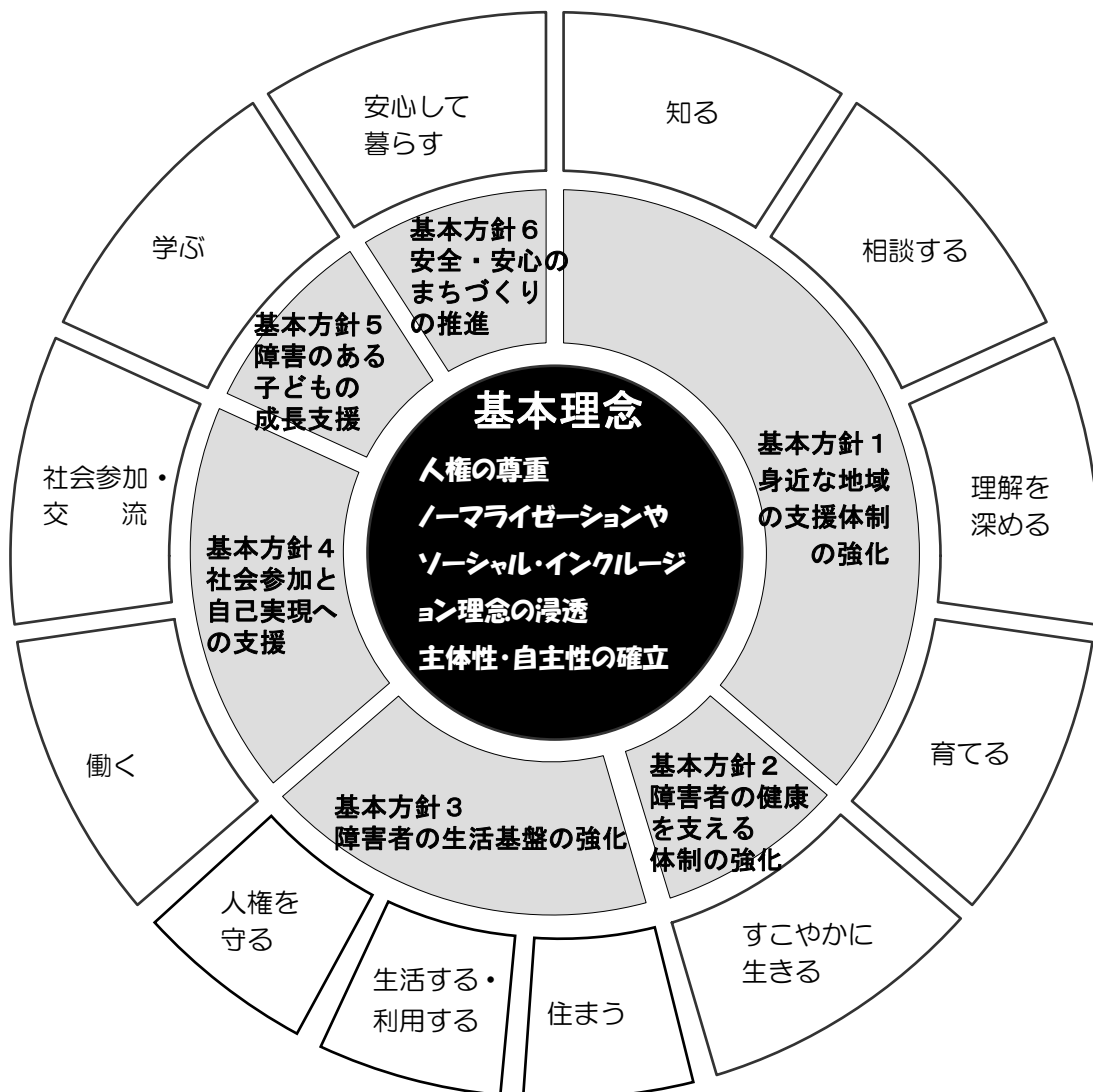 基本理念
人権の尊重
ノーマライゼーションや
ソーシャル・インクルージ
ョン理念の浸透
主体性・自主性の確立
基本方針１
身近な地域
の支援体制
の強化
基本方針２
障害者の健康
を支える
体制の強化
基本方針３
障害者の生活基盤の強化
基本方針４
社会参加と
自己実現へ
の支援
基本方針５
障害のある
子どもの
成長支援
基本方針６
安全・安心の
まちづくり
の推進
知る
相談する
理解を
深める
育てる
すこやかに
生きる
住まう
生活する・
利用する
人権を
守る
働く
社会参加・
交　　流
学ぶ
安心して
暮らす